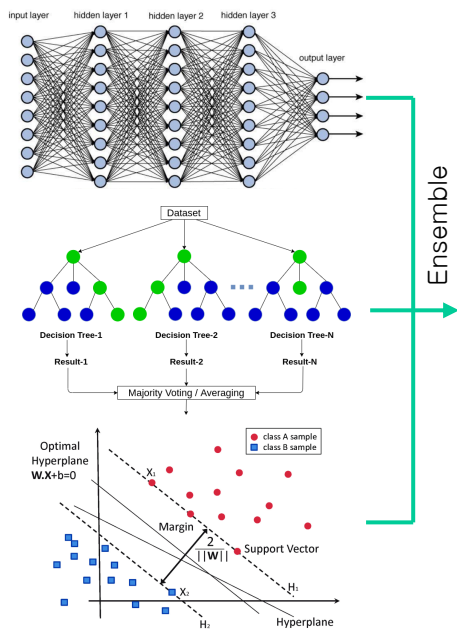 input layer
hidden layer 1
hidden layer 2
hidden layer 3
output layer
Ensemble
Dataset
Decision Tree-1
Decision Tree-2
Decision Tree-N
Result-1
Result-2
Result-N
Majority Voting / Averaging
class A sample
class B sample
Optimal
Hyperplane
W.X+b=0
X₁
Margin
2
||W||
Support Vector
X₂
H₁
H₂
Hyperplane